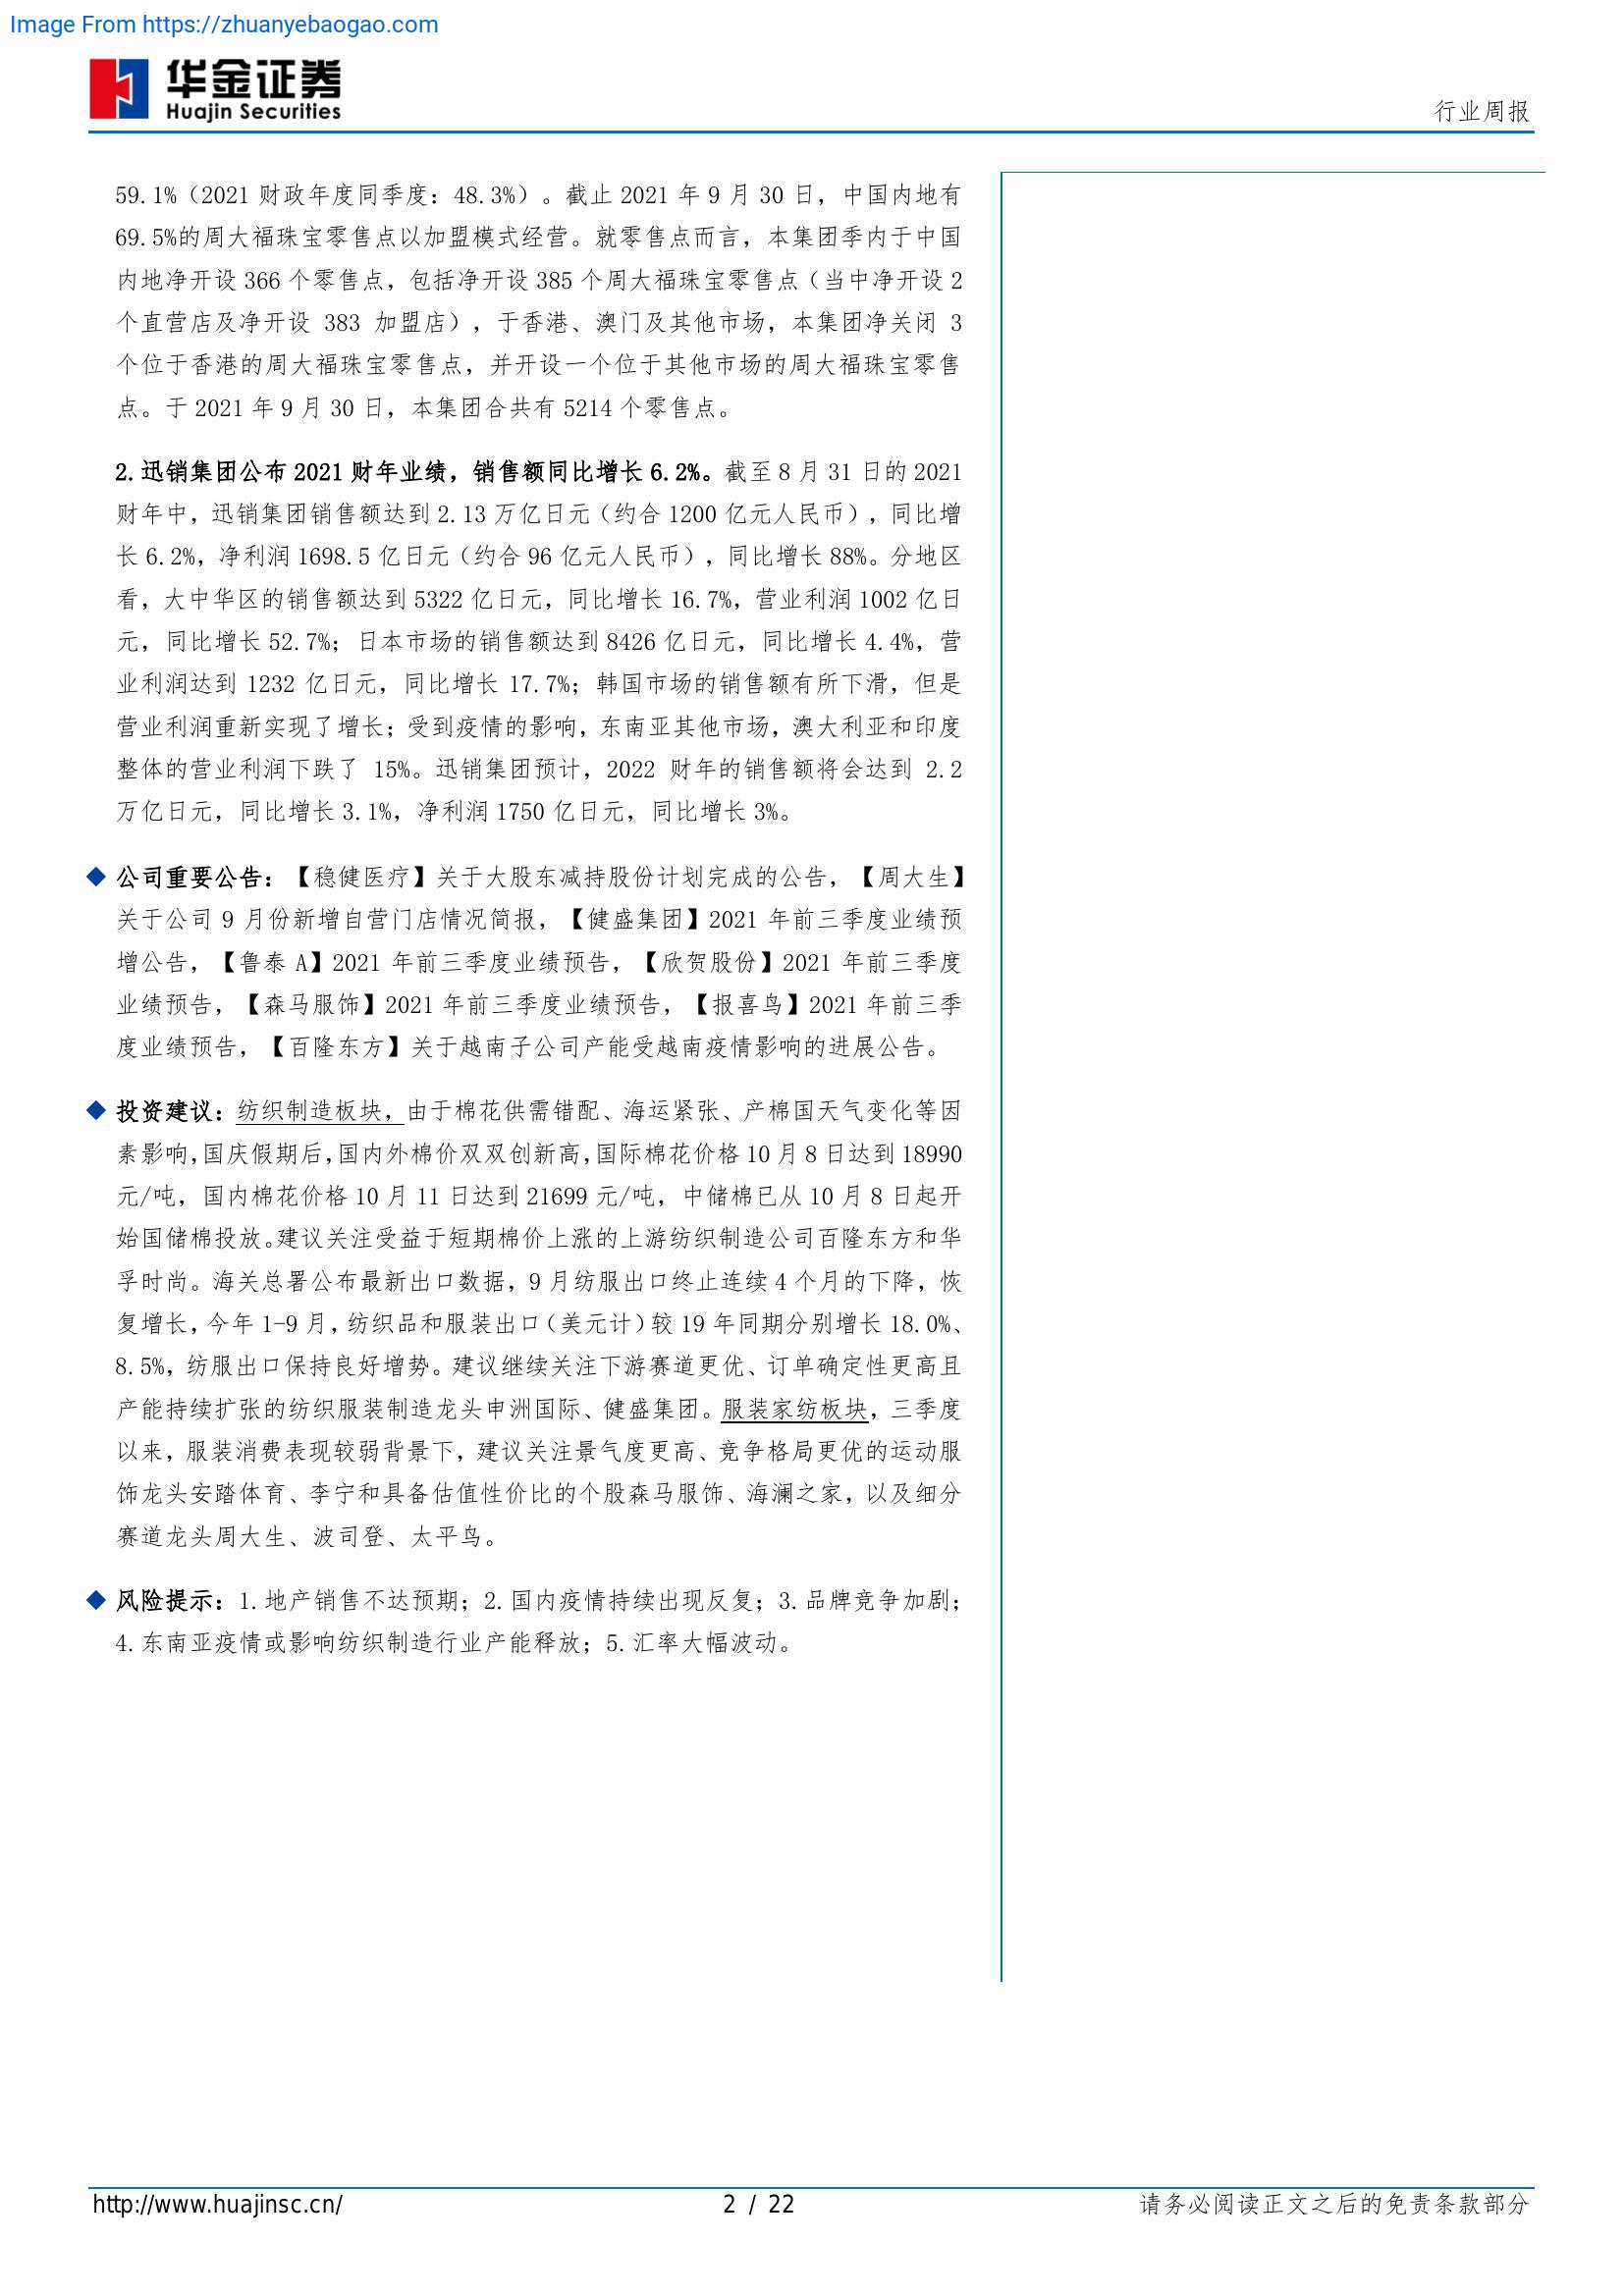 Image From https://zhuanyebaogao.com
华金证券
Huajin Securities
行业周报
59.1%（2021 财政年度同季度：48.3%）。截止 2021 年 9 月 30 日，中国内地有
69.5%的周大福珠宝零售点以加盟模式经营。就零售点而言，本集团季内于中国
内地净开设 366 个零售点，包括净开设 385 个周大福珠宝零售点（当中净开设 2
个直营店及净开设 383 加盟店），于香港、澳门及其他市场，本集团净关闭 3
个位于香港的周大福珠宝零售点，并开设一个位于其他市场的周大福珠宝零售
点。于 2021 年 9 月 30 日，本集团合共有 5214 个零售点。
2.迅销集团公布 2021 财年业绩，销售额同比增长 6.2%。截至 8 月 31 日的 2021
财年中，迅销集团销售额达到 2.13 万亿日元（约合 1200 亿元人民币），同比增
长 6.2%，净利润 1698.5 亿日元（约合 96 亿元人民币），同比增长 88%。分地区
看，大中华区的销售额达到 5322 亿日元，同比增长 16.7%，营业利润 1002 亿日
元，同比增长 52.7%；日本市场的销售额达到 8426 亿日元，同比增长 4.4%，营
业利润达到 1232 亿日元，同比增长 17.7%；韩国市场的销售额有所下滑，但是
营业利润重新实现了增长；受到疫情的影响，东南亚其他市场，澳大利亚和印度
整体的营业利润下跌了 15%。迅销集团预计，2022 财年的销售额将会达到 2.2
万亿日元，同比增长 3.1%，净利润 1750 亿日元，同比增长 3%。
◆ 公司重要公告：【稳健医疗】关于大股东减持股份计划完成的公告，【周大生】
关于公司 9 月份新增自营门店情况简报，【健盛集团】2021 年前三季度业绩预
增公告，【鲁泰 A】2021 年前三季度业绩预告，【欣贺股份】2021 年前三季度
业绩预告，【森马服饰】2021 年前三季度业绩预告，【报喜鸟】2021 年前三季
度业绩预告，【百隆东方】关于越南子公司产能受越南疫情影响的进展公告。
◆ 投资建议：纺织制造板块，由于棉花供需错配、海运紧张、产棉国天气变化等因
素影响，国庆假期后，国内外棉价双双创新高，国际棉花价格 10 月 8 日达到 18990
元/吨，国内棉花价格 10 月 11 日达到 21699 元/吨，中储棉已从 10 月 8 日起开
始国储棉投放。建议关注受益于短期棉价上涨的上游纺织制造公司百隆东方和华
孚时尚。海关总署公布最新出口数据，9 月纺服出口终止连续 4 个月的下降，恢
复增长，今年 1-9 月，纺织品和服装出口（美元计）较 19 年同期分别增长 18.0%、
8.5%，纺服出口保持良好增势。建议继续关注下游赛道更优、订单确定性更高且
产能持续扩张的纺织服装制造龙头申洲国际、健盛集团。服装家纺板块，三季度
以来，服装消费表现较弱背景下，建议关注景气度更高、竞争格局更优的运动服
饰龙头安踏体育、李宁和具备估值性价比的个股森马服饰、海澜之家，以及细分
赛道龙头周大生、波司登、太平鸟。
◆ 风险提示：1.地产销售不达预期；2.国内疫情持续出现反复；3.品牌竞争加剧；
4.东南亚疫情或影响纺织制造行业产能释放；5.汇率大幅波动。
http://www.huajinsc.cn/
2 / 22
请务必阅读正文之后的免责条款部分